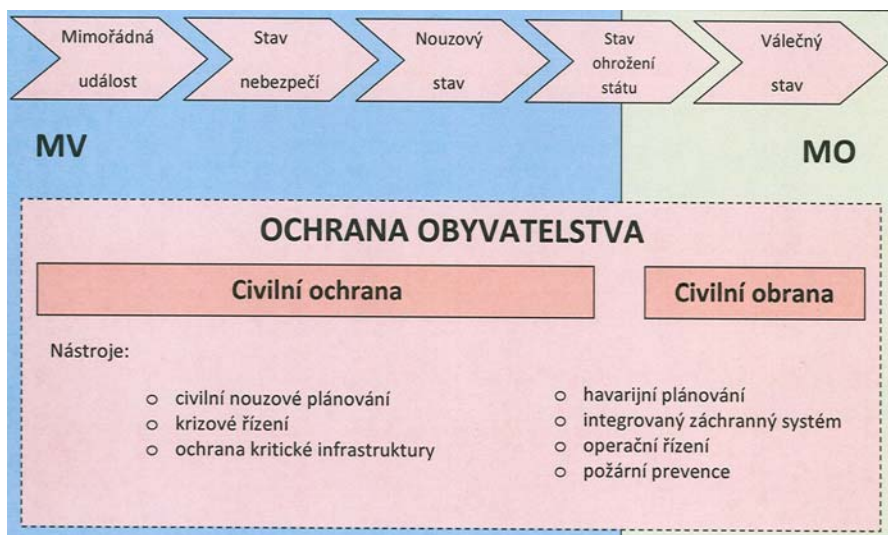 Mimořádná
událost
Stav
nebezpečí
Nouzový
stav
Stav
ohrožení
státu
Válečný
stav
MV
MO
OCHRANA OBYVATELSTVA
Civilní ochrana
Civilní obrana
Nástroje:
o civilní nouzové plánování
o krizové řízení
o ochrana kritické infrastruktury
o havarijní plánování
o integrovaný záchranný systém
o operační řízení
o požární prevence